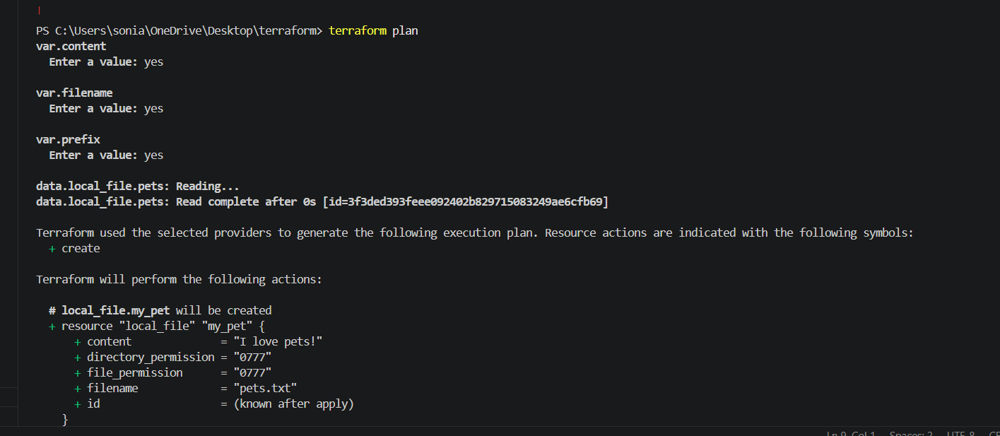 PS C:\Users\sonia\OneDrive\Desktop\terraform> terraform plan
var.content
  Enter a value: yes

var.filename
  Enter a value: yes

var.prefix
  Enter a value: yes

data.local_file.pets: Reading...
data.local_file.pets: Read complete after 0s [id=3f3ded393feee092402b829715083249ae6cfb69]

Terraform used the selected providers to generate the following execution plan. Resource actions are indicated with the following symbols:
  + create

Terraform will perform the following actions:

  # local_file.my_pet will be created
  + resource "local_file" "my_pet" {
      + content              = "I love pets!"
      + directory_permission = "0777"
      + file_permission      = "0777"
      + filename             = "pets.txt"
      + id                   = (known after apply)
    }
Ln 9, Col 1 Spaces: 2 UTF-8